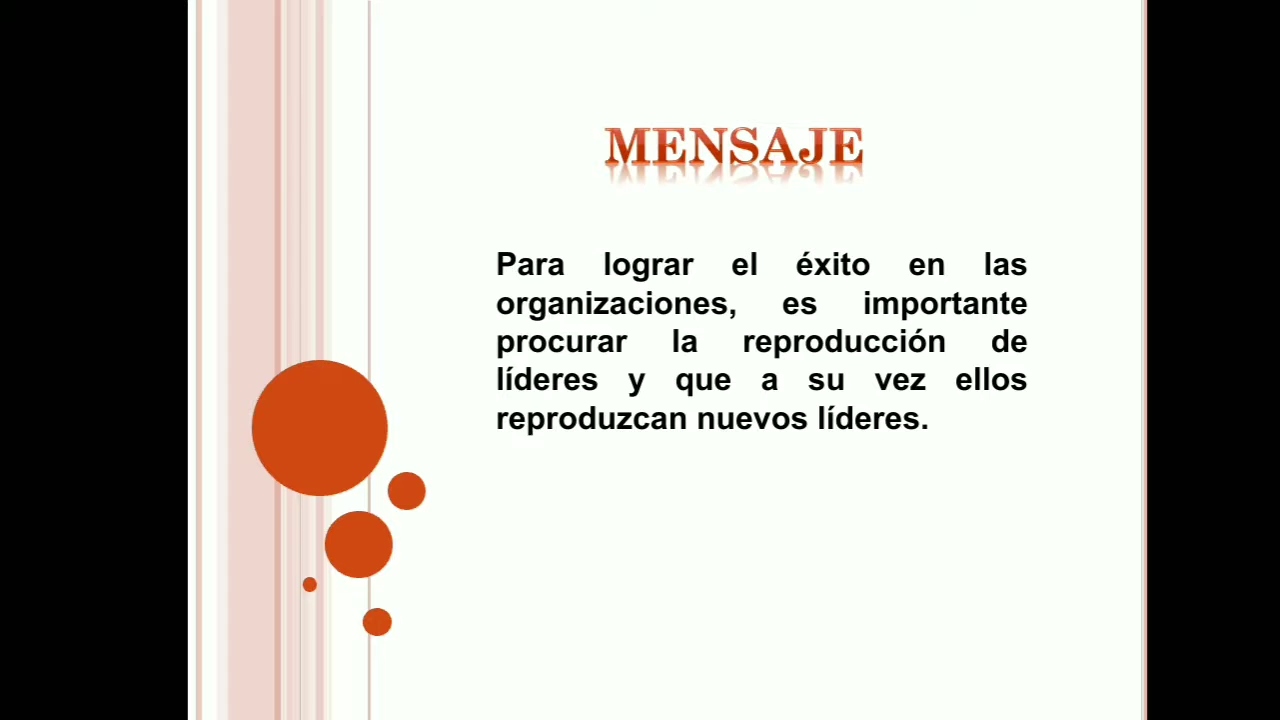 MENSAJE
Para lograr el éxito en las
organizaciones, es importante
procurar la reproducción de
líderes y que a su vez ellos
reproduzcan nuevos líderes.